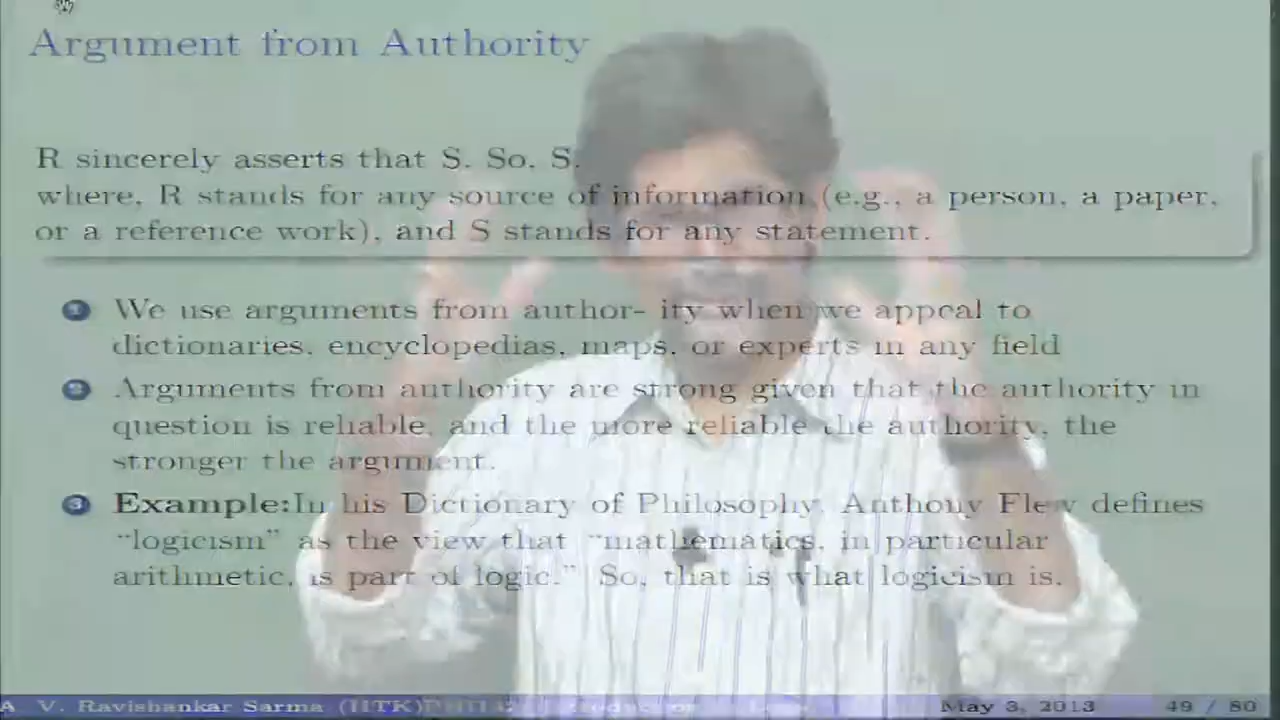 Argument from Authority
R sincerely asserts that S. So, S.
where, R stands for any source of information (e.g., a person, a paper,
or a reference work), and S stands for any statement.
1 We use arguments from author- ity when we appeal to
dictionaries, encyclopedias, maps, or experts in any field
2 Arguments from authority are strong given that the authority in
question is reliable, and the more reliable the authority, the
stronger the argument.
3 Example:In his Dictionary of Philosophy, Anthony Flew defines
“logicism” as the view that “mathematics, in particular
arithmetic, is part of logic.” So, that is what logicism is.
A. V. Ravishankar Sarma (IITK) May 3, 2013 49 / 80